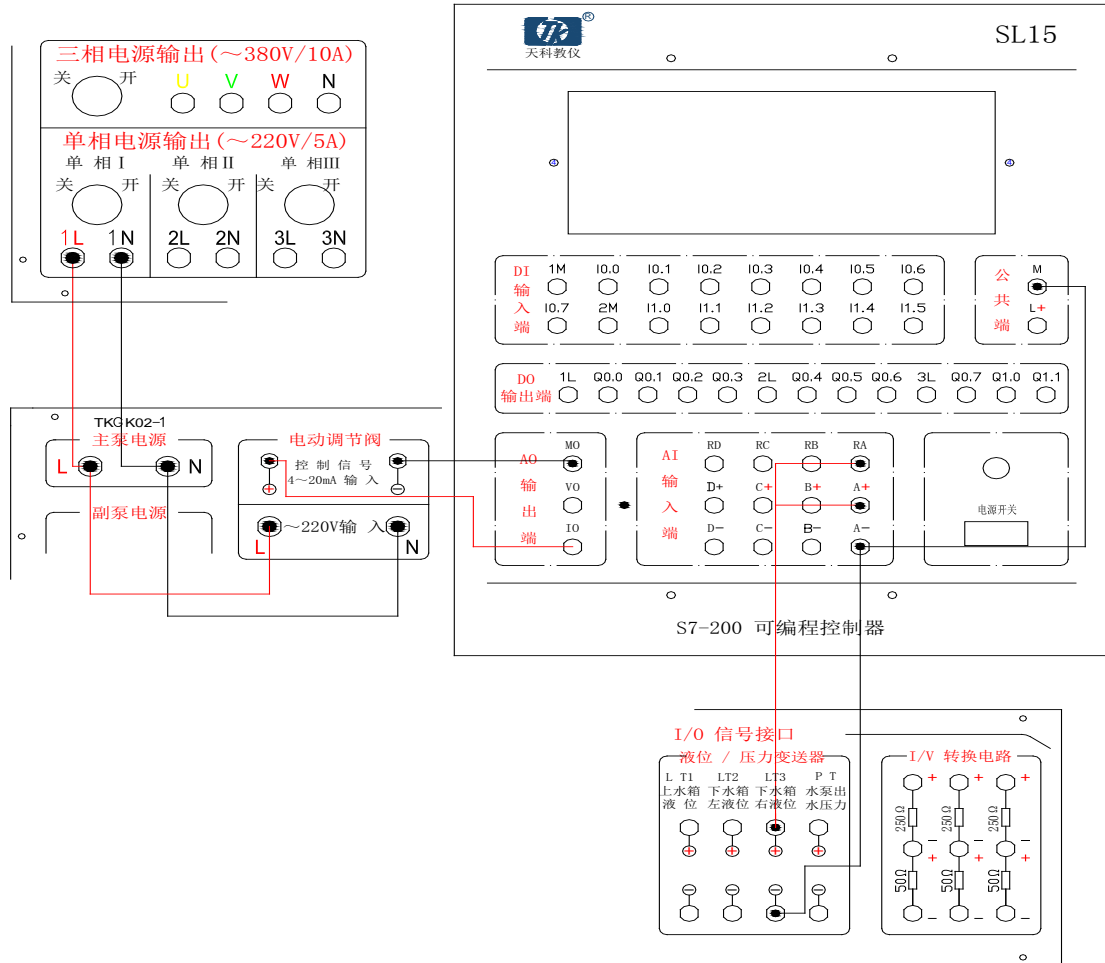 三相电源输出(～380V/10A)
关 开 U V W N
单相电源输出(～220V/5A)
单 相 I 单 相 II 单 相III
关 开 关 开 关 开
1L 1N 2L 2N 3L 3N
TKGK02-1
主泵电源
L N
副泵电源
电动调节阀
控 制 信 号
4～20mA 输 入
+ −
～220V输 入
L N
TK ®
天科教仪
SL15
4 4
DI 输 入 端
1M I0.0 I0.1 I0.2 I0.3 I0.4 I0.5 I0.6
I0.7 2M I1.0 I1.1 I1.2 I1.3 I1.4 I1.5
公 共 端
M
L+
DO 输出端
1L Q0.0 Q0.1 Q0.2 Q0.3 2L Q0.4 Q0.5 Q0.6 3L Q0.7 Q1.0 Q1.1
AO 输 出 端
MO
VO
IO
AI 输 入 端
RD RC RB RA
D+ C+ B+ A+
D− C− B− A−
电源开关
S7-200 可编程控制器
I/O 信号接口
液位 / 压力变送器
L T1 LT2 LT3 P T
上水箱 下水箱 下水箱 水泵出
液 位 左液位 右液位 水压力
+ + + +
− − − −
I/V 转换电路
+ + +
250Ω 250Ω 250Ω
− − −
+ + +
50Ω 50Ω 50Ω
− − −